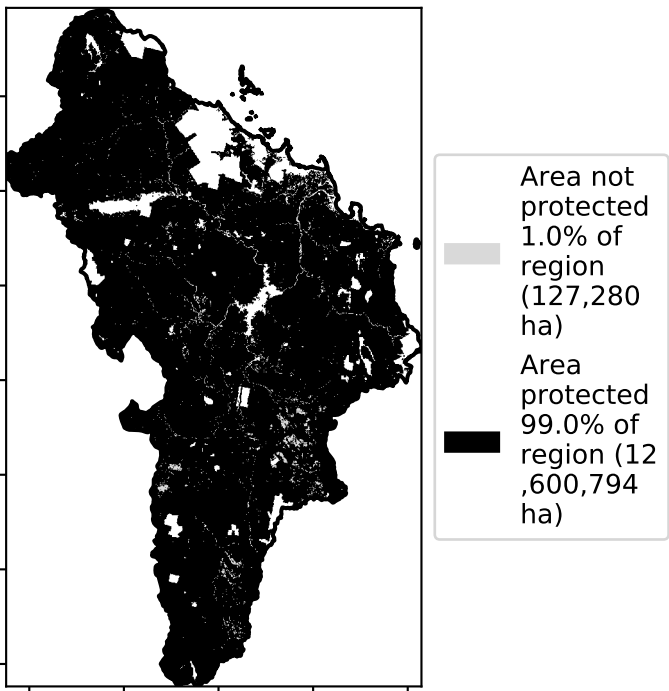 Area not
protected
1.0% of
region
(127,280
ha)
Area
protected
99.0% of
region (12
,600,794
ha)